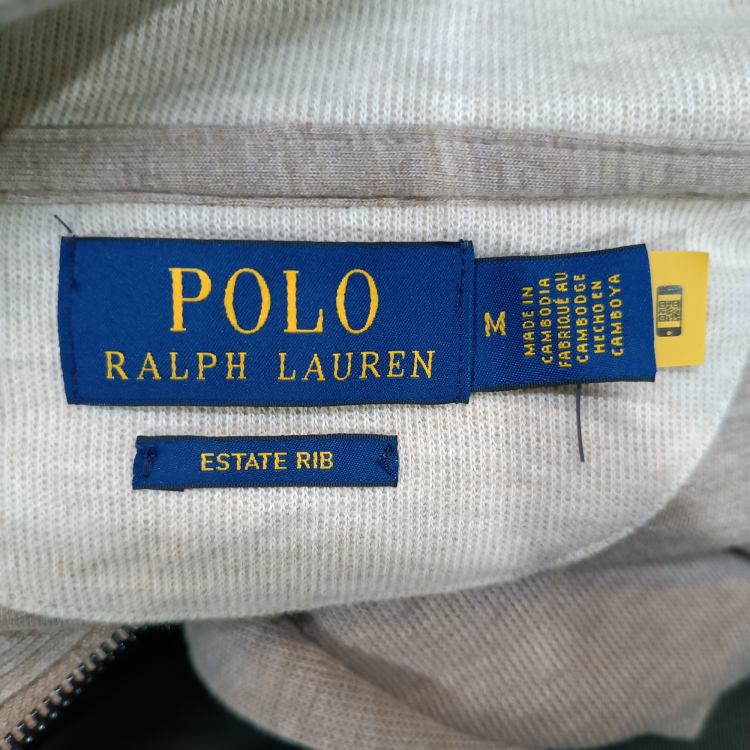 POLO
RALPH LAUREN
M
MADE IN
CAMBODIA
FABRIQUÉ AU
CAMBODGE
HECHO EN
CAMBOYA
ESTATE RIB